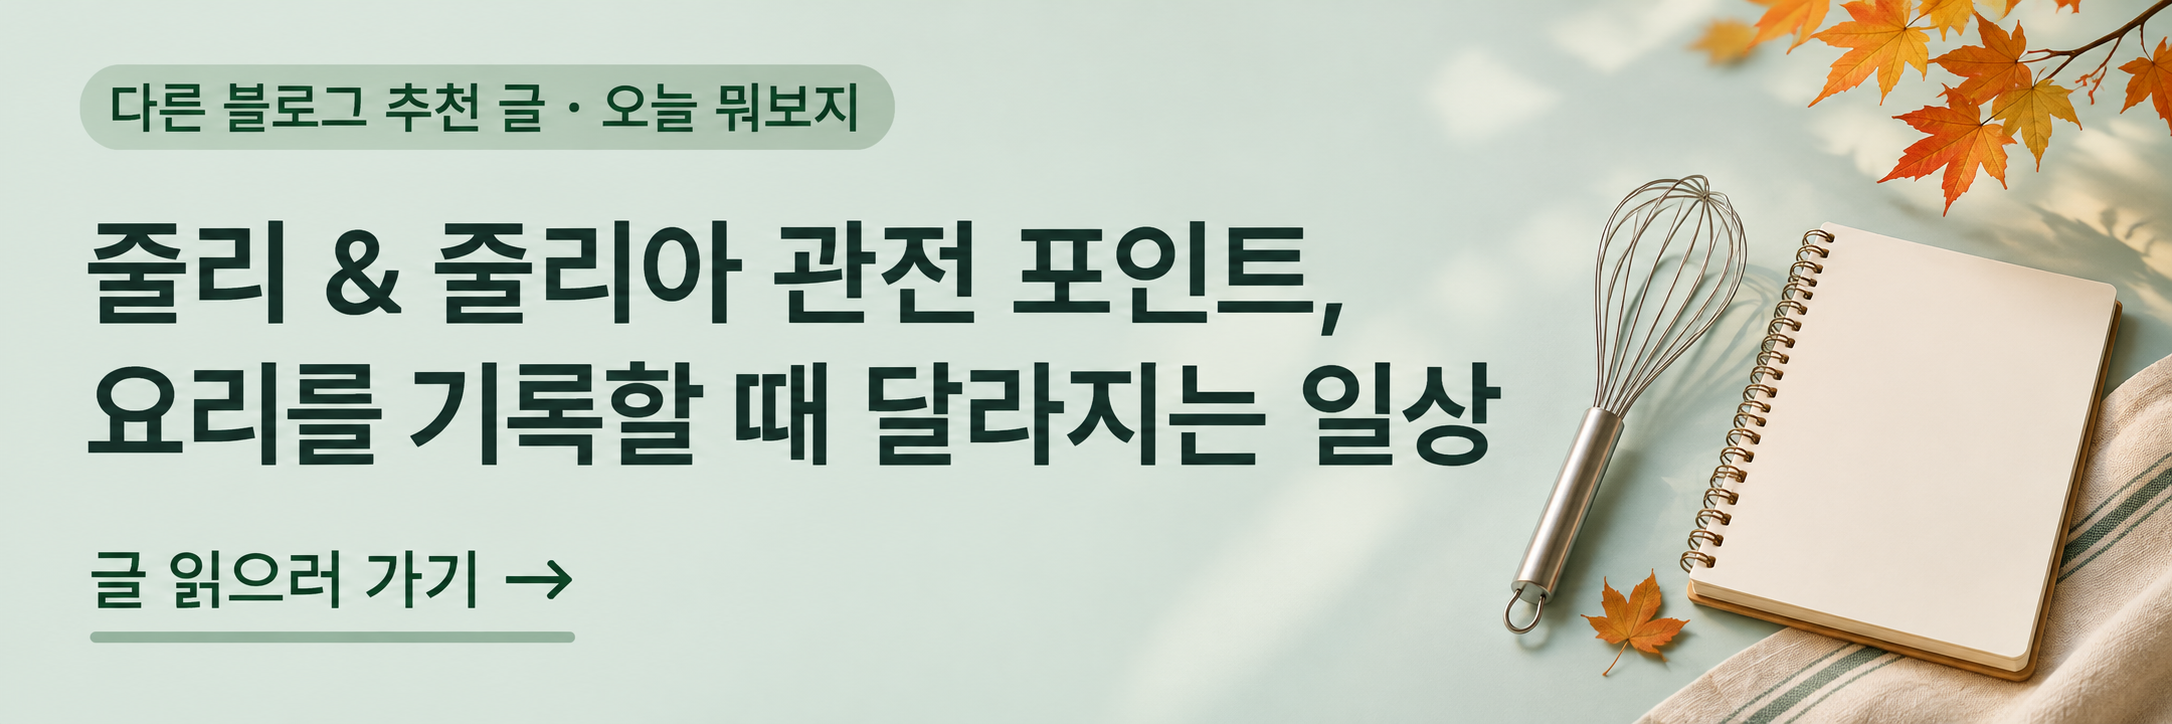 다른 블로그 추천 글 · 오늘 뭐보지
줄리 & 줄리아 관전 포인트,
요리를 기록할 때 달라지는 일상
글 읽으러 가기 →